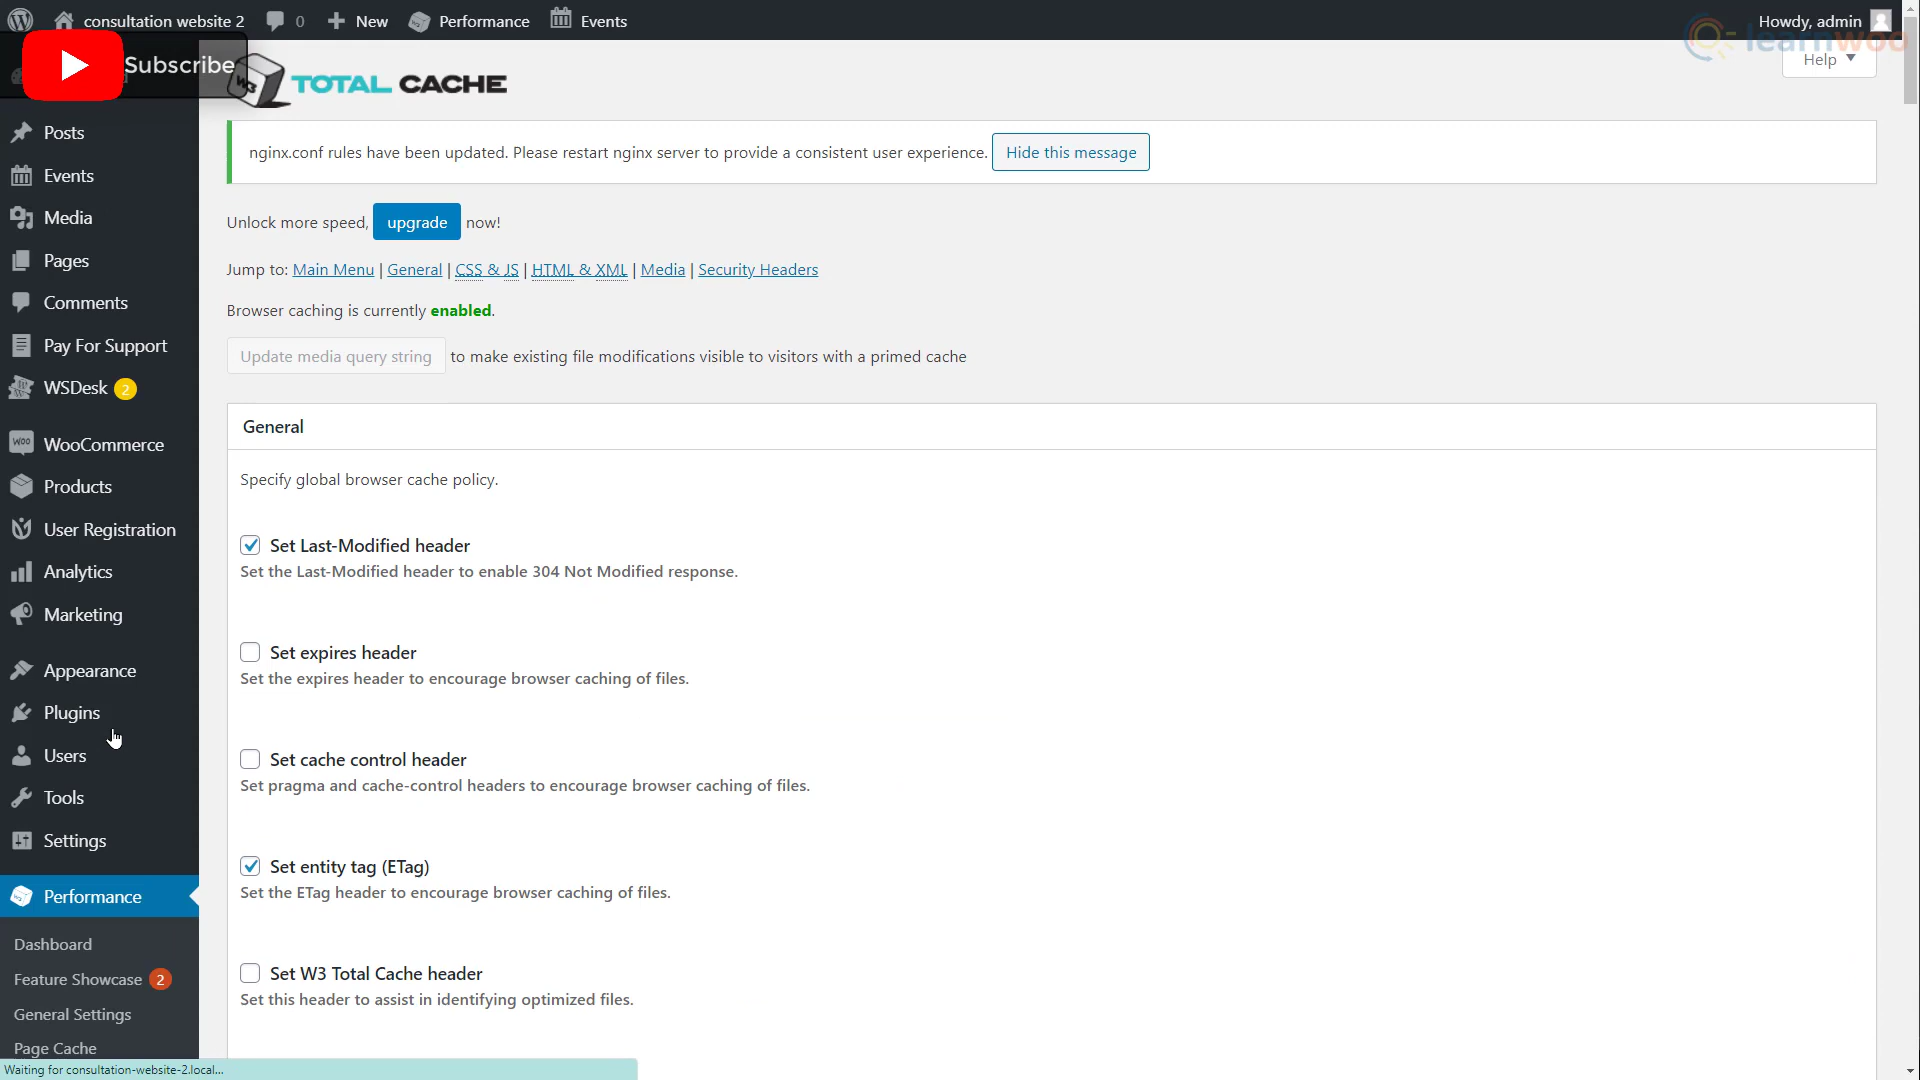 consultation website 2
0
New
Performance
Events
Howdy, admin
learnwoo
Subscribe
W3 TOTAL CACHE
Help
Posts
Events
Media
Pages
Comments
Pay For Support
WSDesk 2
WooCommerce
Products
User Registration
Analytics
Marketing
Appearance
Plugins
Users
Tools
Settings
Performance
Dashboard
Feature Showcase 2
General Settings
Page Cache
nginx.conf rules have been updated. Please restart nginx server to provide a consistent user experience. Hide this message
Unlock more speed, upgrade now!
Jump to: Main Menu | General | CSS & JS | HTML & XML | Media | Security Headers
Browser caching is currently enabled.
Update media query string to make existing file modifications visible to visitors with a primed cache
General
Specify global browser cache policy.
Set Last-Modified header
Set the Last-Modified header to enable 304 Not Modified response.
Set expires header
Set the expires header to encourage browser caching of files.
Set cache control header
Set pragma and cache-control headers to encourage browser caching of files.
Set entity tag (ETag)
Set the ETag header to encourage browser caching of files.
Set W3 Total Cache header
Set this header to assist in identifying optimized files.
Waiting for consultation-website-2.local...